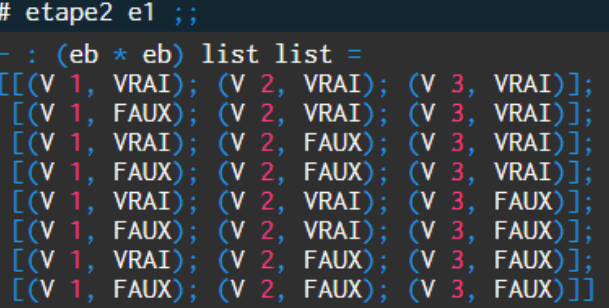 # etape2 e1 ;;
- : (eb * eb) list list =
[[(V 1, VRAI); (V 2, VRAI); (V 3, VRAI)];
[(V 1, FAUX); (V 2, VRAI); (V 3, VRAI)];
[(V 1, VRAI); (V 2, FAUX); (V 3, VRAI)];
[(V 1, FAUX); (V 2, FAUX); (V 3, VRAI)];
[(V 1, VRAI); (V 2, VRAI); (V 3, FAUX)];
[(V 1, FAUX); (V 2, VRAI); (V 3, FAUX)];
[(V 1, VRAI); (V 2, FAUX); (V 3, FAUX)];
[(V 1, FAUX); (V 2, FAUX); (V 3, FAUX)]]